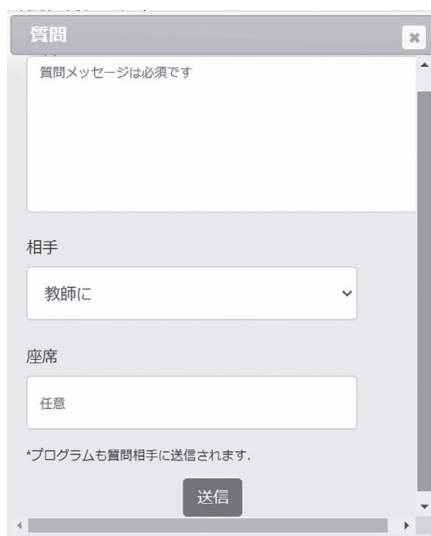 質問
質問メッセージは必須です
相手
教師に
座席
任意
*プログラムも質問相手に送信されます.
送信